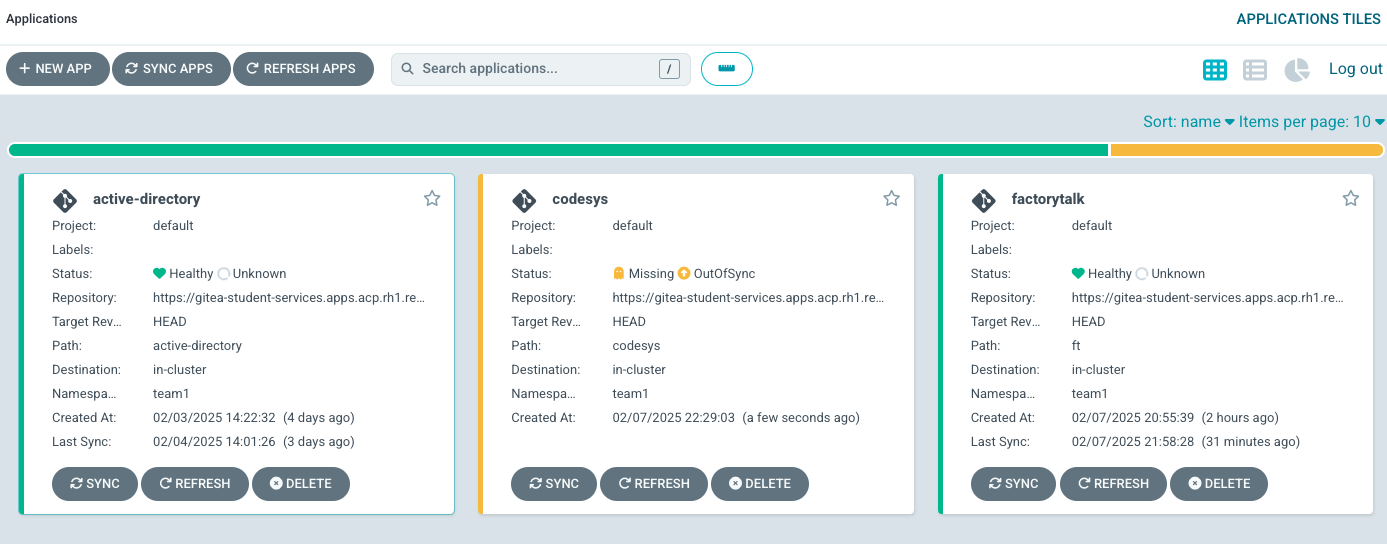 Applications
APPLICATIONS TILES
NEW APP
SYNC APPS
REFRESH APPS
Search applications...
/
Log out
Sort: name
Items per page: 10
active-directory
Project: default
Labels:
Status: Healthy Unknown
Repository: https://gitea-student-services.apps.acp.rh1.re...
Target Rev... HEAD
Path: active-directory
Destination: in-cluster
Namespa... team1
Created At: 02/03/2025 14:22:32 (4 days ago)
Last Sync: 02/04/2025 14:01:26 (3 days ago)
SYNC
REFRESH
DELETE
codesys
Project: default
Labels:
Status: Missing OutOfSync
Repository: https://gitea-student-services.apps.acp.rh1.re...
Target Rev... HEAD
Path: codesys
Destination: in-cluster
Namespa... team1
Created At: 02/07/2025 22:29:03 (a few seconds ago)
SYNC
REFRESH
DELETE
factorytalk
Project: default
Labels:
Status: Healthy Unknown
Repository: https://gitea-student-services.apps.acp.rh1.re...
Target Rev... HEAD
Path: ft
Destination: in-cluster
Namespa... team1
Created At: 02/07/2025 20:55:39 (2 hours ago)
Last Sync: 02/07/2025 21:58:28 (31 minutes ago)
SYNC
REFRESH
DELETE